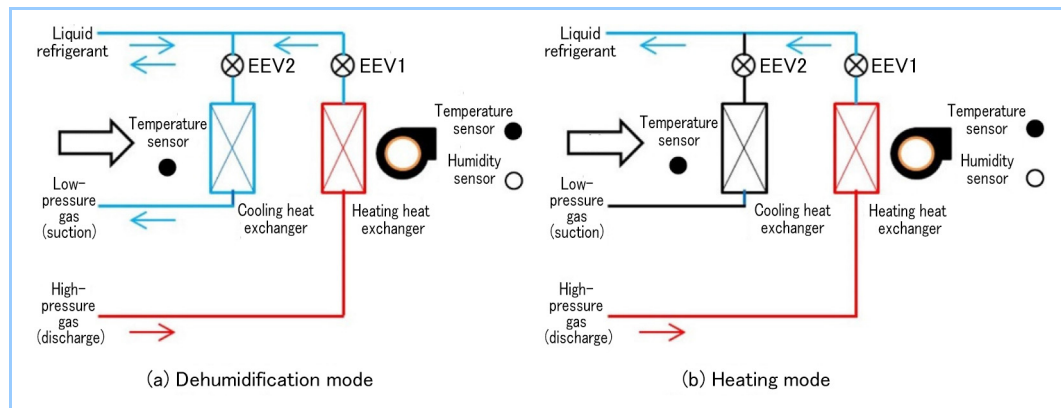 Liquid
refrigerant
EEV2
EEV1
Temperature
sensor
Temperature
sensor
Humidity
sensor
Low-
pressure
gas
(suction)
Cooling heat
exchanger
Heating heat
exchanger
High-
pressure
gas
(discharge)
(a) Dehumidification mode
Liquid
refrigerant
EEV2
EEV1
Temperature
sensor
Temperature
sensor
Humidity
sensor
Low-
pressure
gas
(suction)
Cooling heat
exchanger
Heating heat
exchanger
High-
pressure
gas
(discharge)
(b) Heating mode